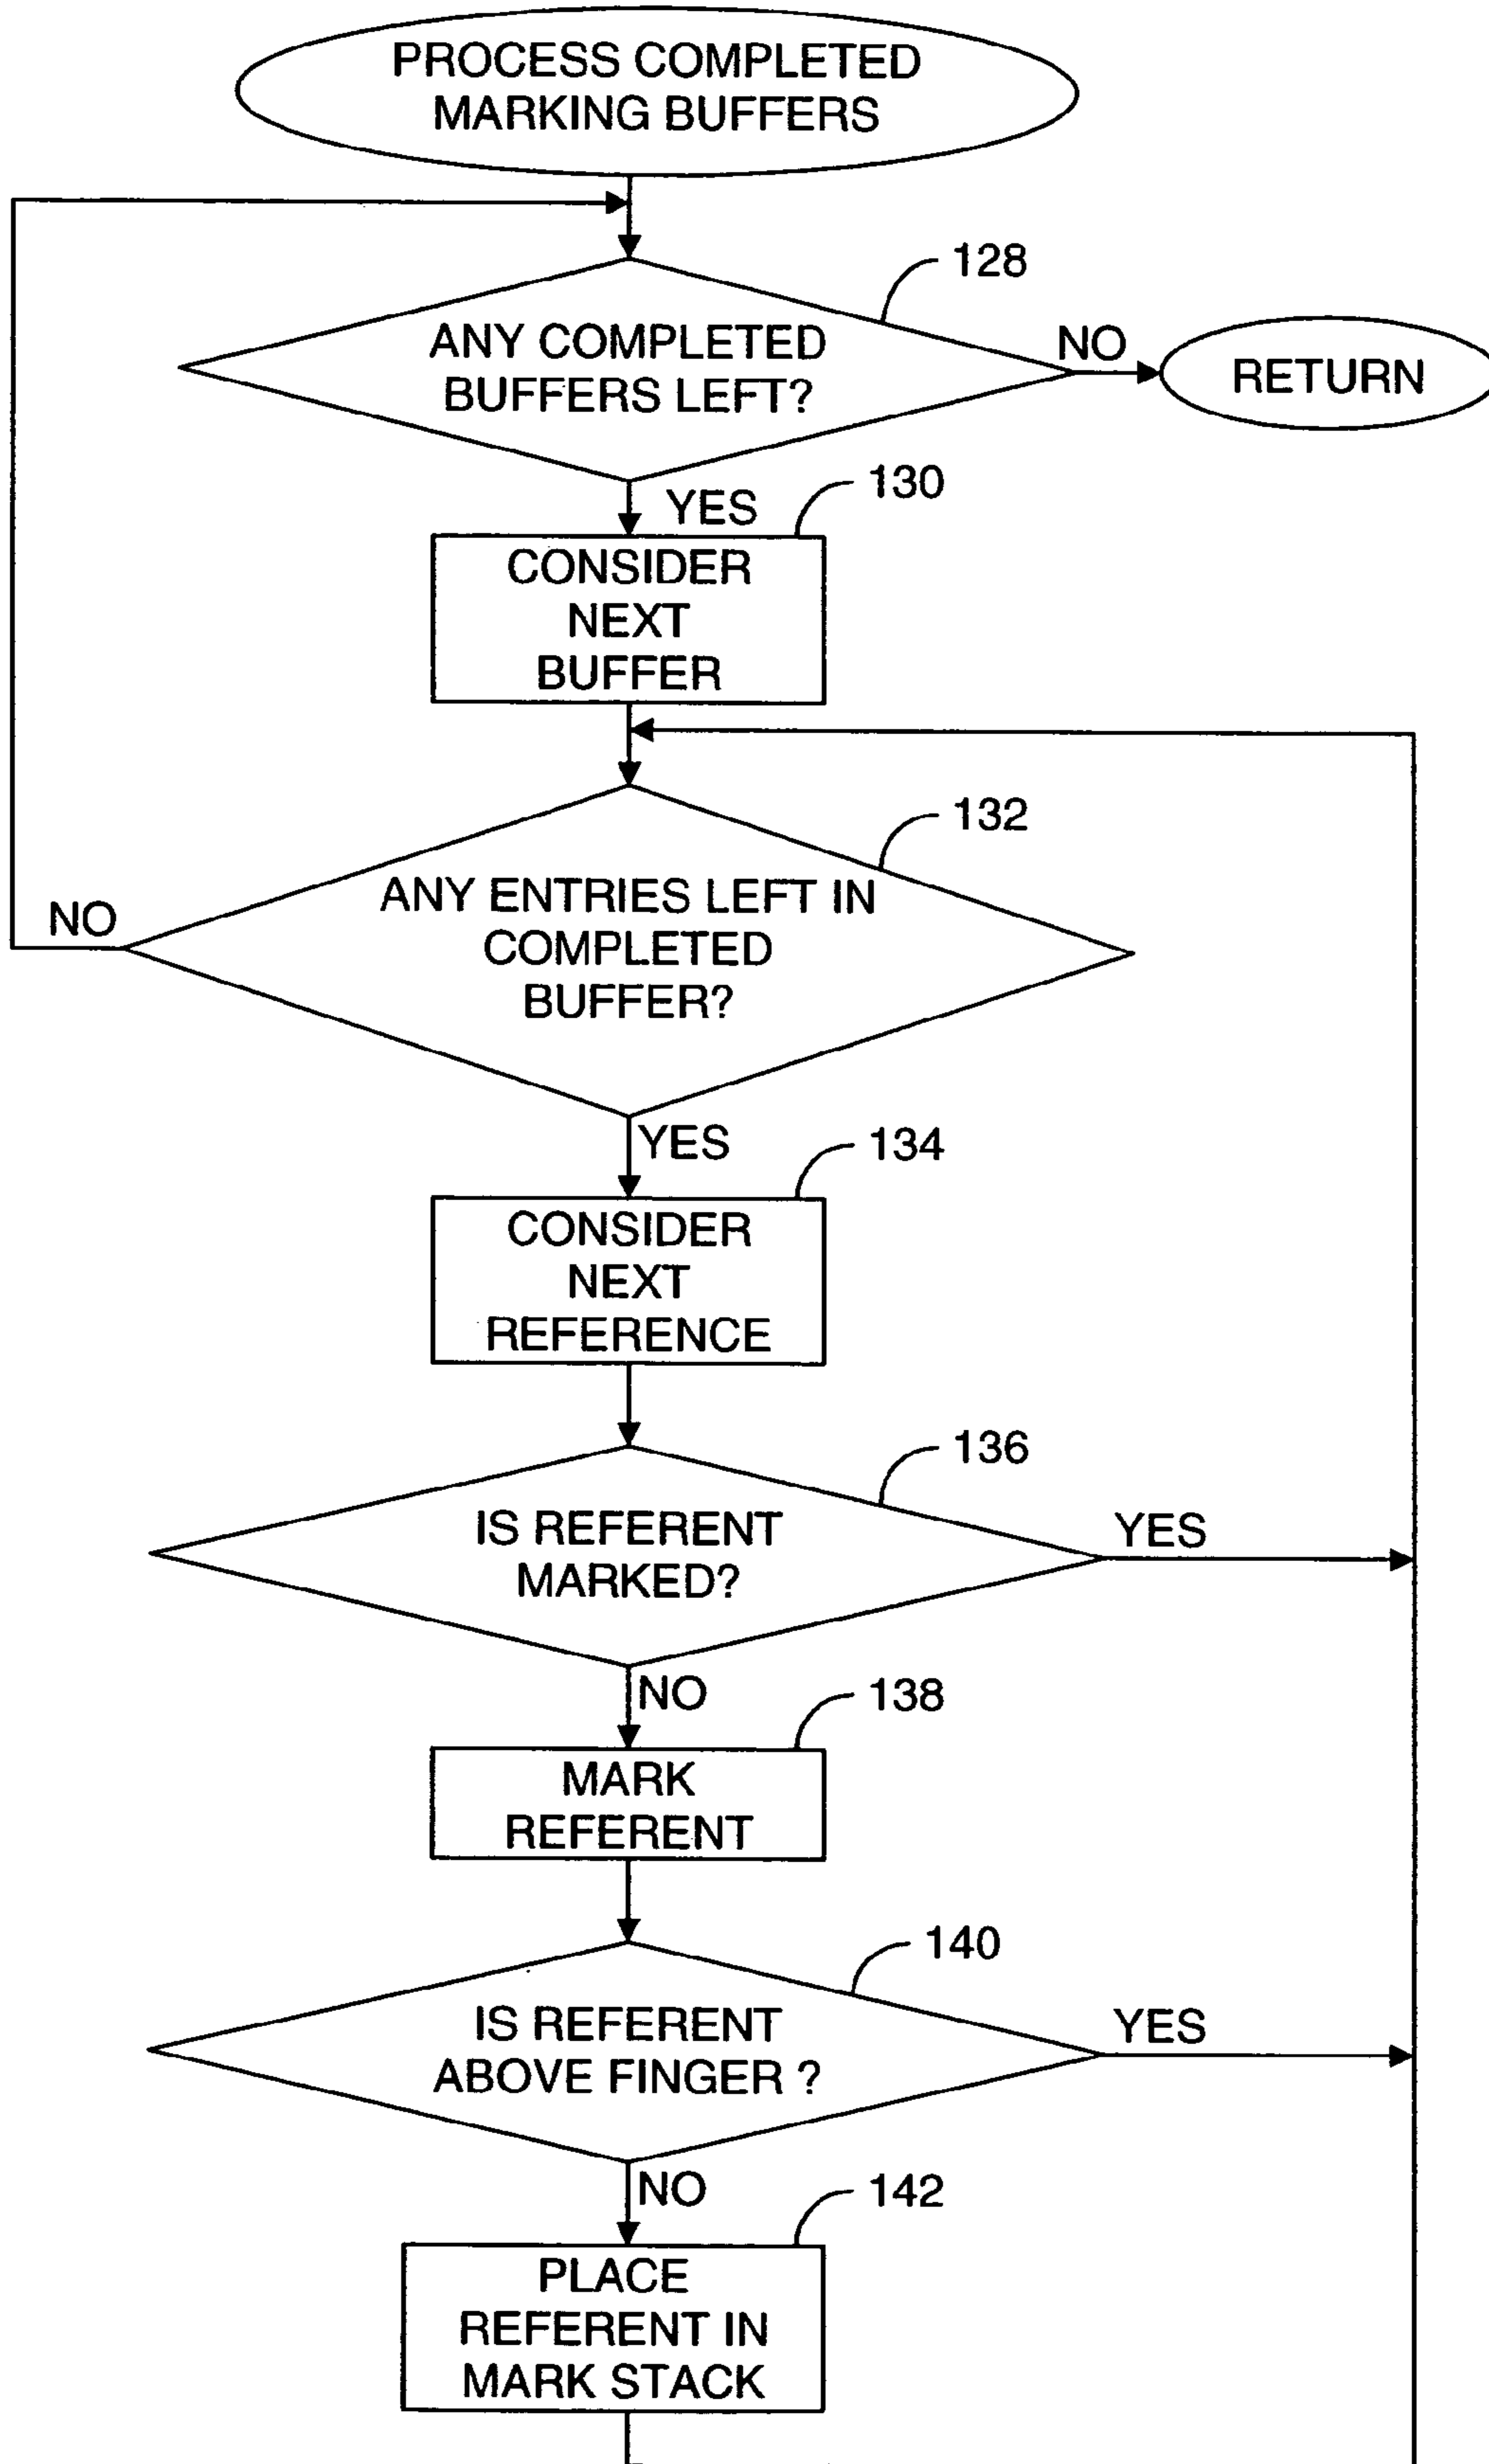 PROCESS COMPLETED
MARKING BUFFERS
128
ANY COMPLETED
BUFFERS LEFT?
NO
RETURN
YES
130
CONSIDER
NEXT
BUFFER
132
ANY ENTRIES LEFT IN
COMPLETED
BUFFER?
NO
YES
134
CONSIDER
NEXT
REFERENCE
136
IS REFERENT
MARKED?
YES
NO
138
MARK
REFERENT
140
IS REFERENT
ABOVE FINGER ?
YES
NO
142
PLACE
REFERENT IN
MARK STACK